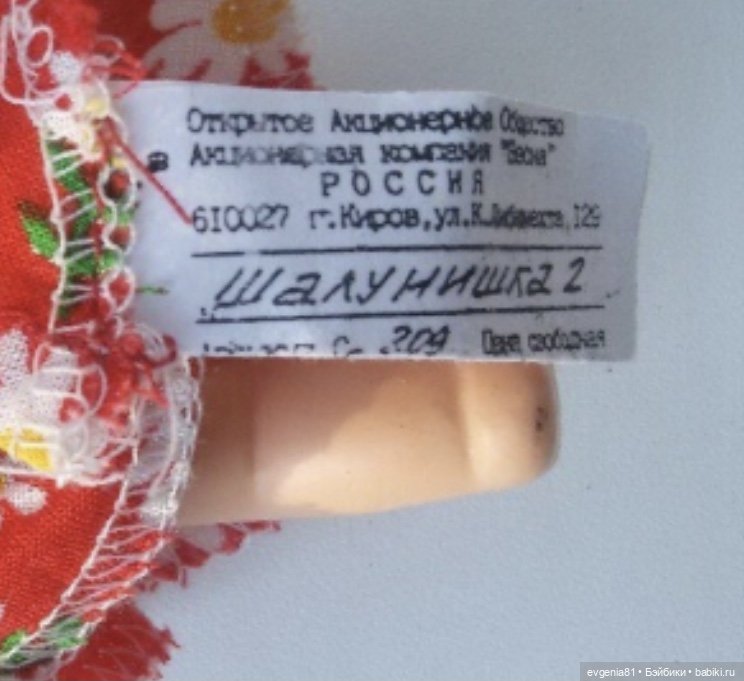 Открытое Акционерное Общество
Акционерная компания "Весна"
РОССИЯ
610027 г.Киров,ул.К.Либкнехта,129
Шалунишка 2
209 Цена свободная
evgenia81 • Бэйбики • babiki.ru